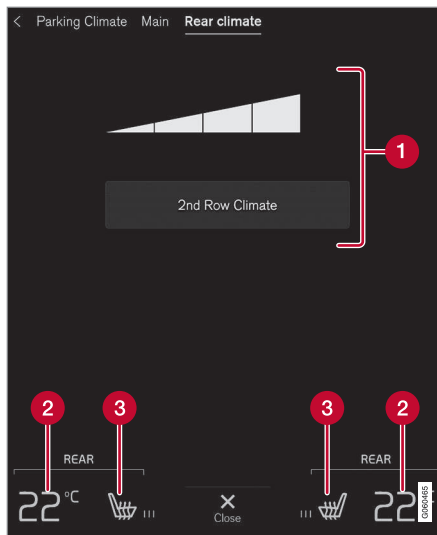 < Parking Climate Main Rear climate
1
2nd Row Climate
2 3 3 2
REAR REAR
22°C 22
Close
G060465